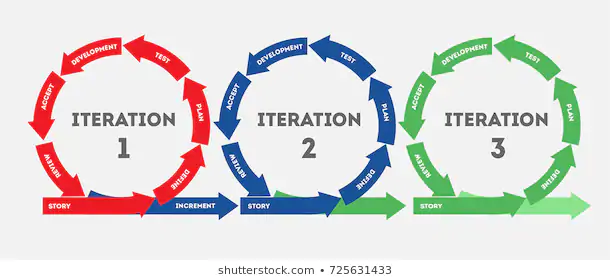 DEVELOPMENT
TEST
ACCEPT
PLAN
ITERATION
1
REVIEW
DEFINE
STORY
INCREMENT
DEVELOPMENT
TEST
ACCEPT
PLAN
ITERATION
2
REVIEW
DEFINE
STORY
DEVELOPMENT
TEST
ACCEPT
PLAN
ITERATION
3
REVIEW
DEFINE
STORY
shutterstock.com • 725631433